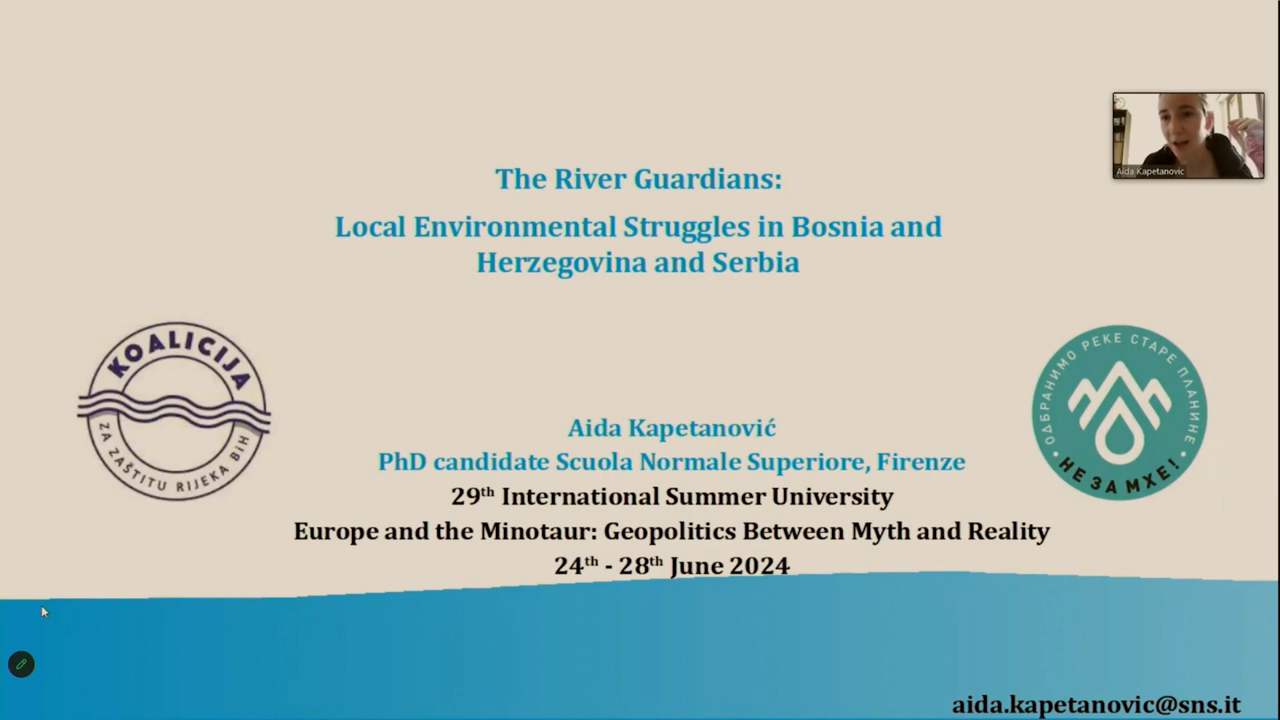 The River Guardians:
Local Environmental Struggles in Bosnia and
Herzegovina and Serbia
Aida Kapetanovic
KOALICIJA
ZA ZAŠTITU RIJEKA BIH
ОДБРАНИМО РЕКЕ СТАРЕ ПЛАНИНЕ
НЕ ЗА МХЕ!
Aida Kapetanović
PhD candidate Scuola Normale Superiore, Firenze
29th International Summer University
Europe and the Minotaur: Geopolitics Between Myth and Reality
24th - 28th June 2024
aida.kapetanovic@sns.it